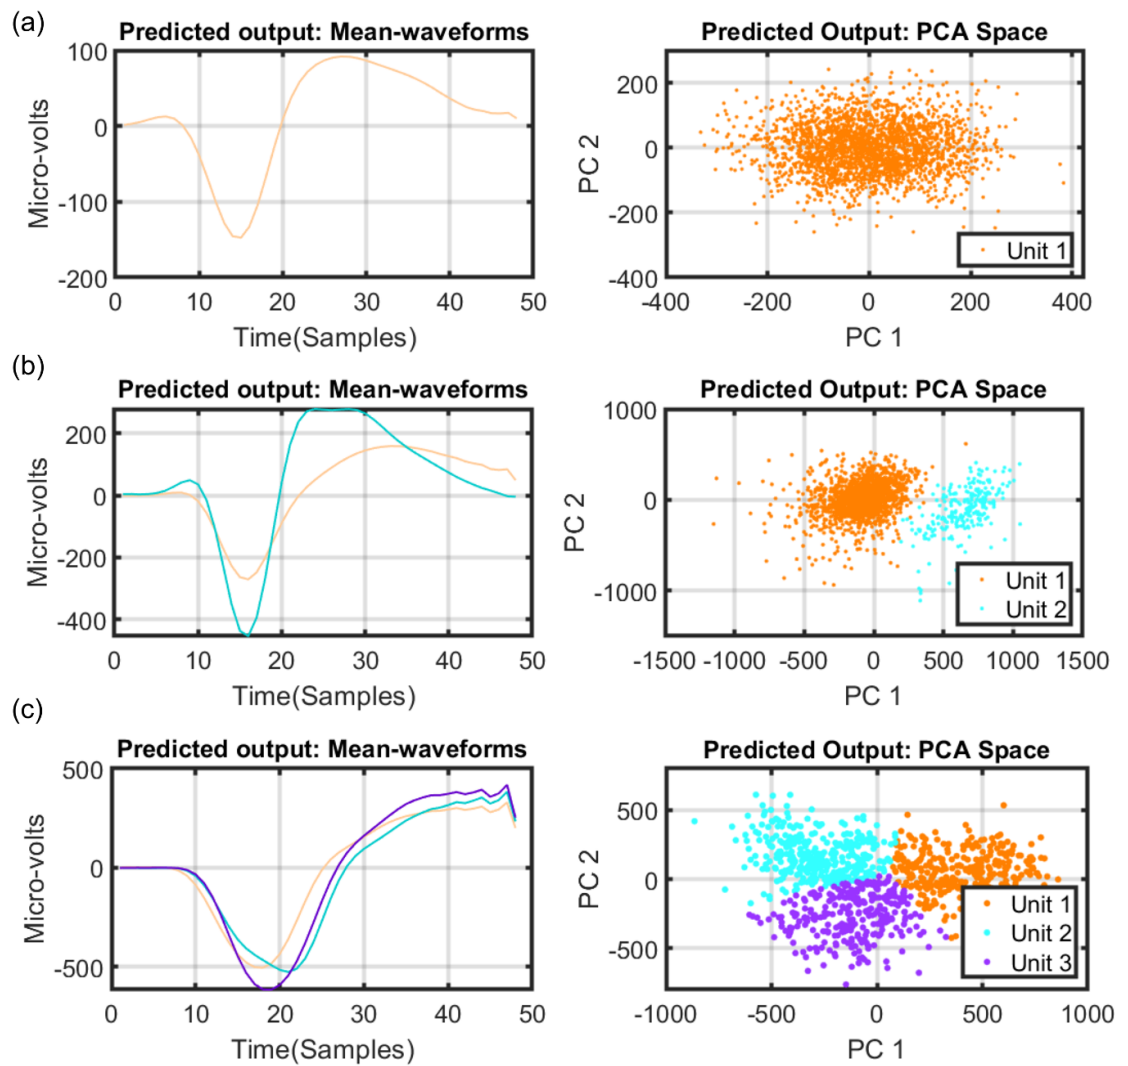 (a)
Predicted output: Mean-waveforms
100
0
-100
-200
Micro-volts
0 10 20 30 40 50
Time(Samples)
Predicted Output: PCA Space
200
0
-200
-400
PC 2
Unit 1
-400 -200 0 200 400
PC 1
(b)
Predicted output: Mean-waveforms
200
0
-200
-400
Micro-volts
0 10 20 30 40 50
Time(Samples)
Predicted Output: PCA Space
1000
0
-1000
PC 2
Unit 1
Unit 2
-1500 -1000 -500 0 500 1000 1500
PC 1
(c)
Predicted output: Mean-waveforms
500
0
-500
Micro-volts
0 10 20 30 40 50
Time(Samples)
Predicted Output: PCA Space
500
0
-500
PC 2
Unit 1
Unit 2
Unit 3
-1000 -500 0 500 1000
PC 1